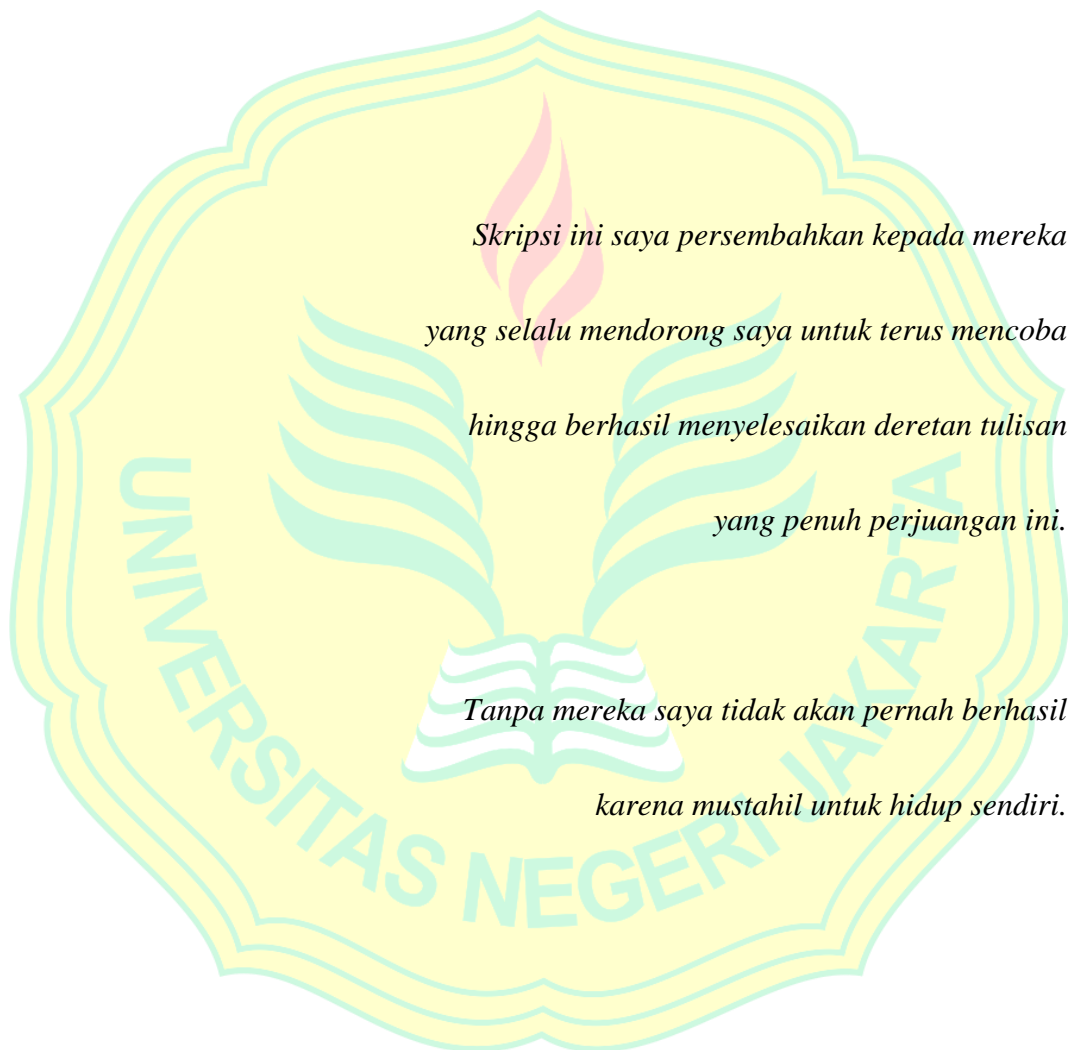 Skripsi ini saya persembahkan kepada mereka
yang selalu mendorong saya untuk terus mencoba
hingga berhasil menyelesaikan deretan tulisan
yang penuh perjuangan ini.
Tanpa mereka saya tidak akan pernah berhasil
karena mustahil untuk hidup sendiri.
UNIVERSITAS NEGERI JAKARTA